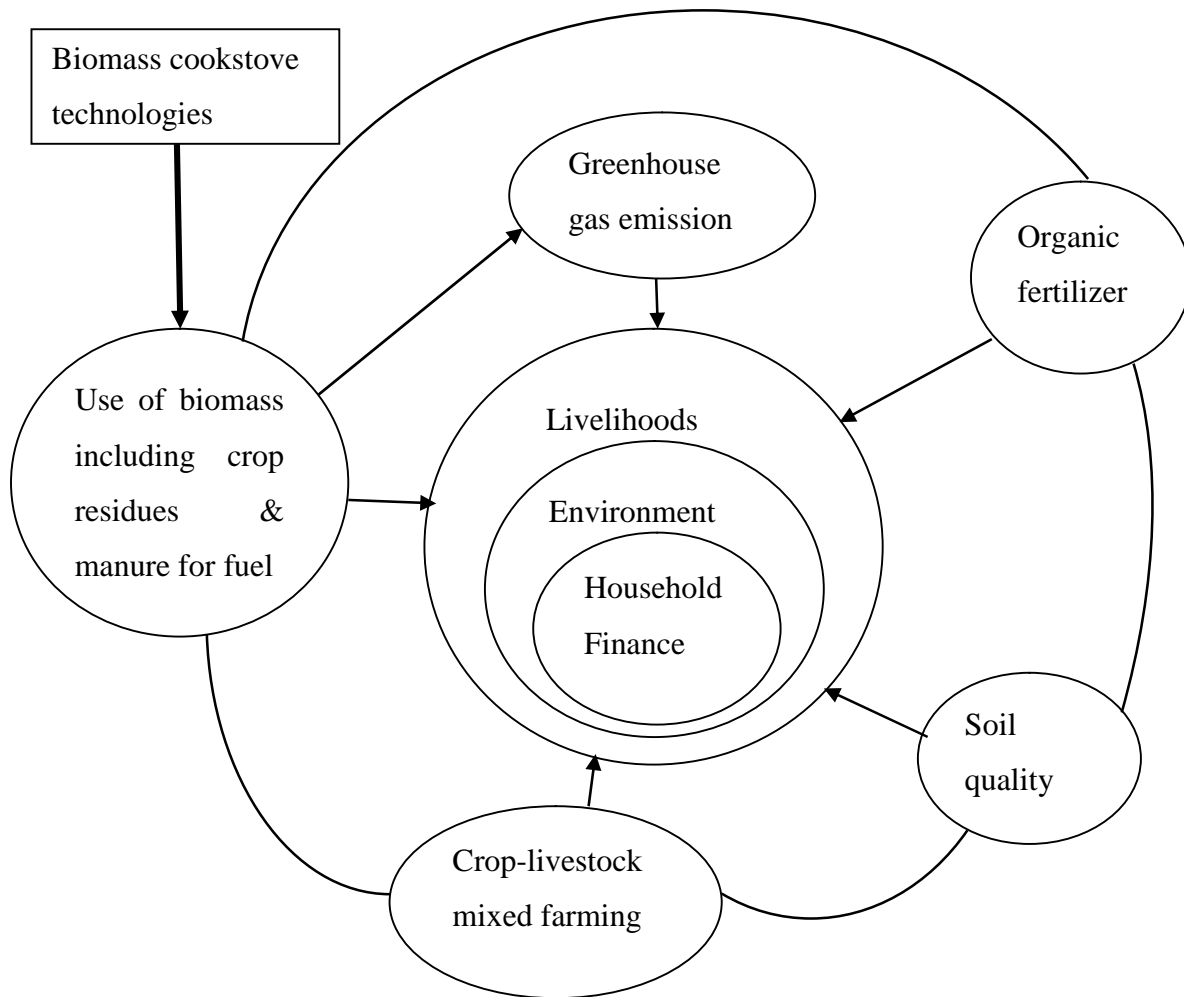 Biomass cookstove
technologies
Greenhouse
gas emission
Organic
fertilizer
Use of biomass
including crop
residues &
manure for fuel
Livelihoods
Environment
Household
Finance
Soil
quality
Crop-livestock
mixed farming